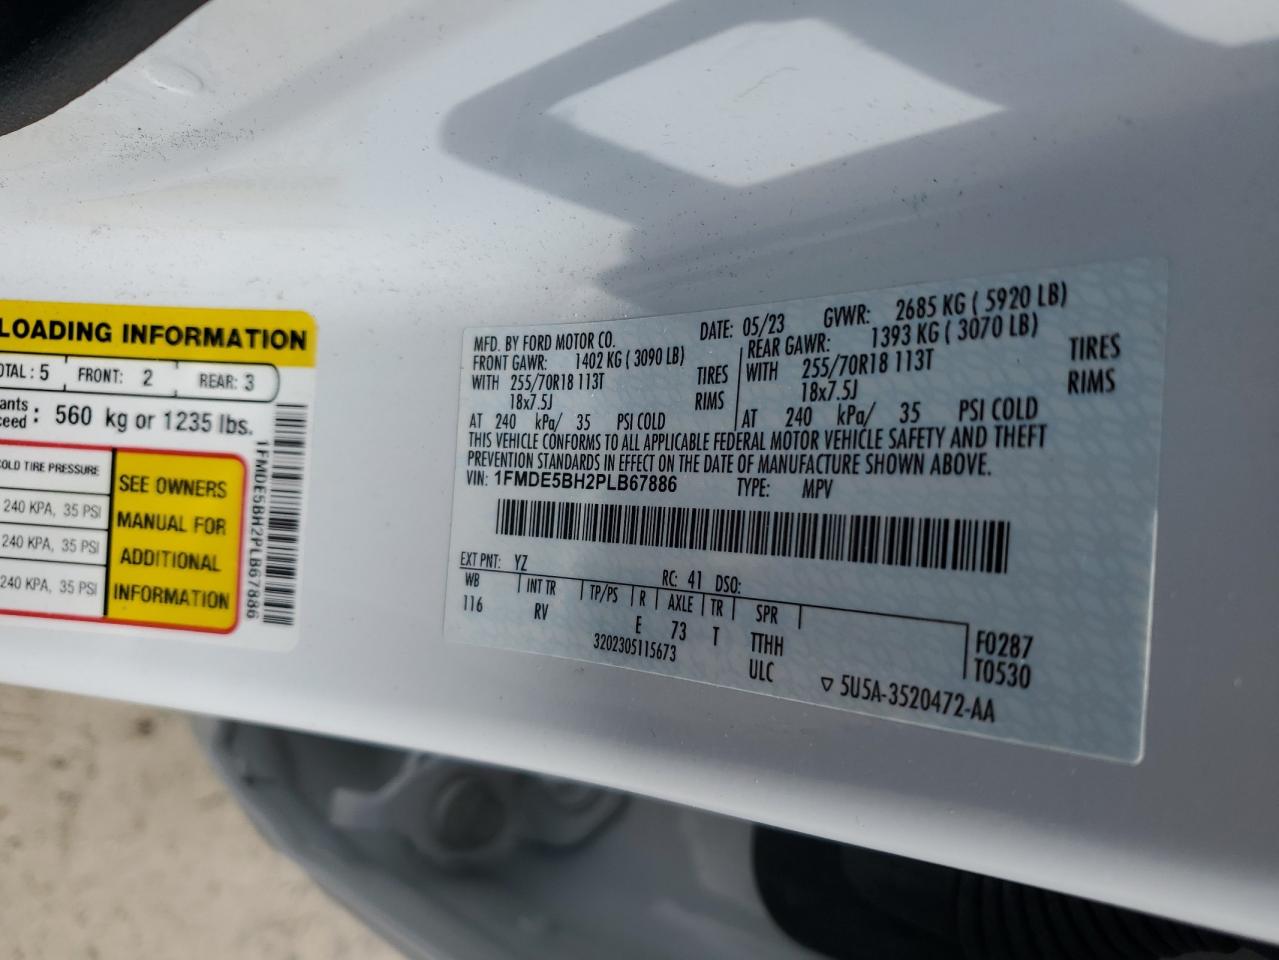 LOADING INFORMATION
OTAL: 5 FRONT: 2 REAR: 3
ants
ceed: 560 kg or 1235 lbs.
OLD TIRE PRESSURE
240 KPA, 35 PSI
240 KPA, 35 PSI
240 KPA, 35 PSI
SEE OWNERS
MANUAL FOR
ADDITIONAL
INFORMATION
1FMDE5BH2PLB67886
MFD. BY FORD MOTOR CO. DATE: 05/23 GVWR: 2685 KG ( 5920 LB)
FRONT GAWR: 1402 KG ( 3090 LB) REAR GAWR: 1393 KG ( 3070 LB)
WITH 255/70R18 113T TIRES WITH 255/70R18 113T TIRES
18x7.5J RIMS 18x7.5J RIMS
AT 240 kPa/ 35 PSI COLD AT 240 kPa/ 35 PSI COLD
THIS VEHICLE CONFORMS TO ALL APPLICABLE FEDERAL MOTOR VEHICLE SAFETY AND THEFT
PREVENTION STANDARDS IN EFFECT ON THE DATE OF MANUFACTURE SHOWN ABOVE.
VIN: 1FMDE5BH2PLB67886 TYPE: MPV
EXT PNT: YZ RC: 41 DSO:
WB INT TR TP/PS R AXLE TR SPR
116 RV E 73 T TTHH F0287
3202305115673 ULC T0530
▽ 5U5A-3520472-AA